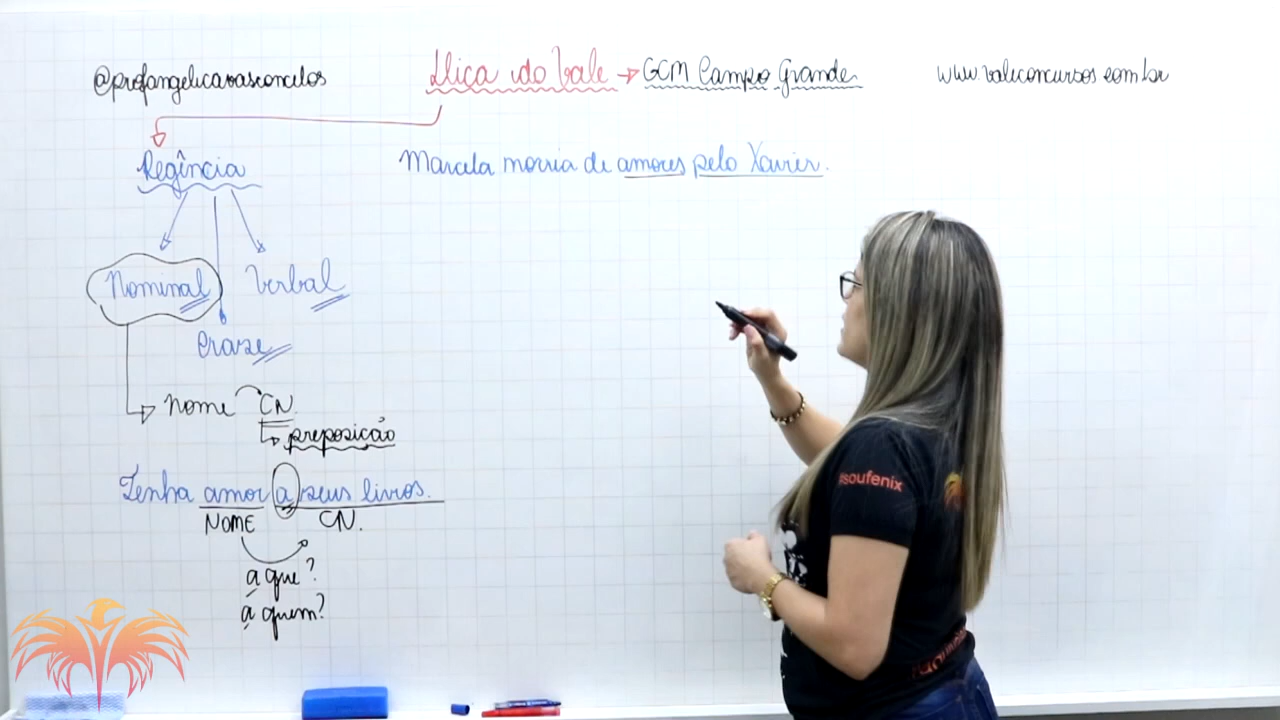 @profangelicavasconcelos
Dica do Vale → GCM Campo Grande
www.valeconcursos.com.br
Regência
Marcela morria de amores pelo Xavier.
Nominal
Verbal
Crase
nome CN
preposição
Tenha amor a seus livros.
NOME CN.
a que?
a quem?
#soufenix